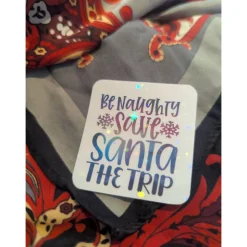 Be Naughty
Save
Santa
THE TRIP